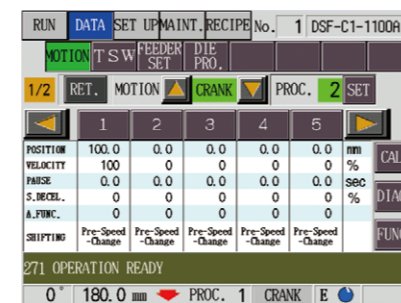 RUN DATA SET UP MAINT. RECIPE No. 1 DSF-C1-1100A
MOTION T S W FEEDER SET DIE PRO.
1/2 RET. MOTION CRANK PROC. 2 SET
1 2 3 4 5
POSITION 100.0 0.0 0.0 0.0 0.0 mm
VELOCITY 100 0 0 0 0 %
PAUSE 0.0 0.0 0.0 0.0 0.0 sec
S.DECEL. 0 0 0 0 0 %
A.FUNC. 0 0 0 0 0
SHIFTING Pre-Speed -Change Pre-Speed -Change Pre-Speed -Change Pre-Speed -Change Pre-Speed -Change
CAL
DIAG
FUNC
271 OPERATION READY
0° 180.0 mm PROC. 1 CRANK E